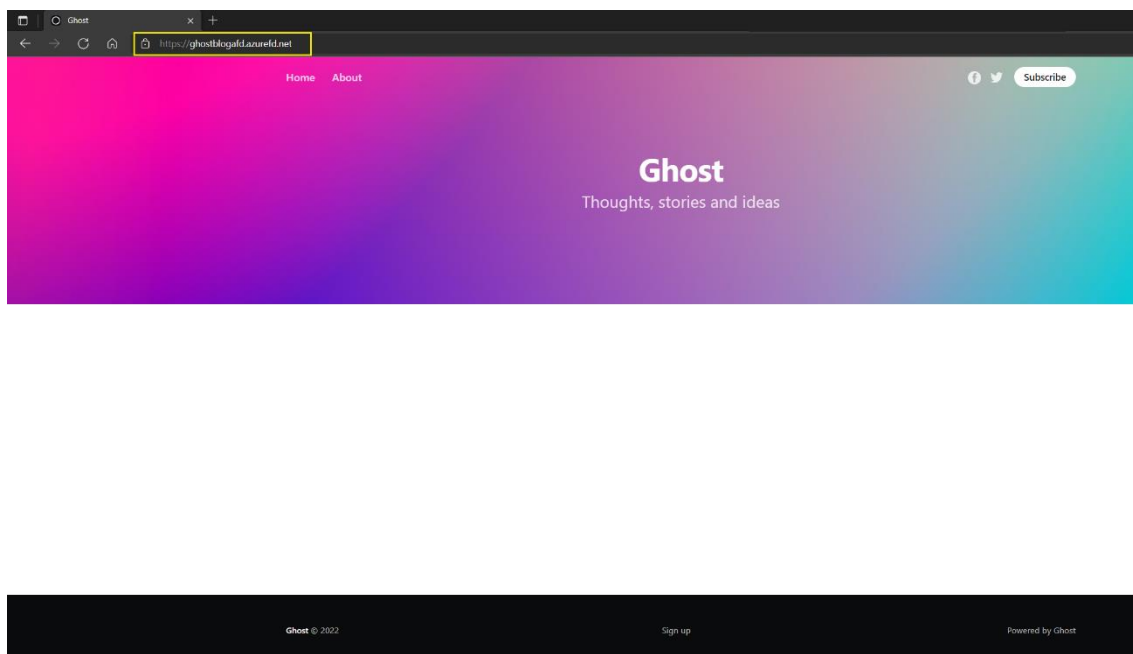 Ghost
https://ghostblogafd.azurefd.net
Home About
Subscribe
Ghost
Thoughts, stories and ideas
Ghost © 2022
Sign up
Powered by Ghost